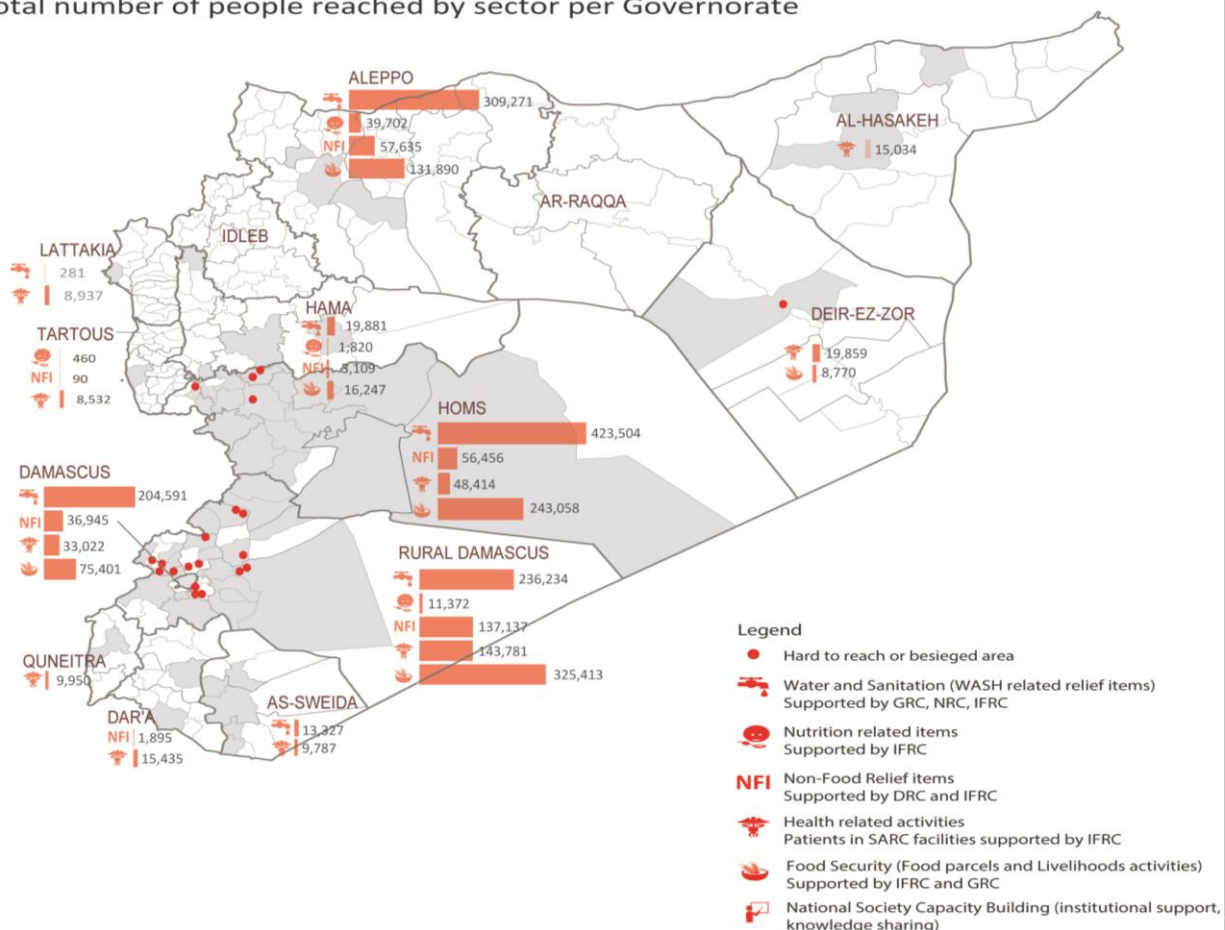 otal number of people reached by sector per Governorate
ALEPPO
309,271
39,702
NFI 57,635
131,890
AL-HASAKEH
15,034
AR-RAQQA
IDLEB
LATTAKIA
281
8,937
TARTOUS
460
NFI 90
8,532
HAMA
19,881
1,820
NFI 3,109
16,247
DEIR-EZ-ZOR
19,859
8,770
HOMS
423,504
NFI 56,456
48,414
243,058
DAMASCUS
204,591
NFI 36,945
33,022
75,401
RURAL DAMASCUS
236,234
11,372
NFI 137,137
143,781
325,413
QUNEITRA
9,950
DAR'A
NFI 1,895
15,435
AS-SWEIDA
13,327
9,787
Legend
Hard to reach or besieged area
Water and Sanitation (WASH related relief items)
Supported by GRC, NRC, IFRC
Nutrition related items
Supported by IFRC
NFI Non-Food Relief items
Supported by DRC and IFRC
Health related activities
Patients in SARC facilities supported by IFRC
Food Security (Food parcels and Livelihoods activities)
Supported by IFRC and GRC
National Society Capacity Building (institutional support,
knowledge sharing)